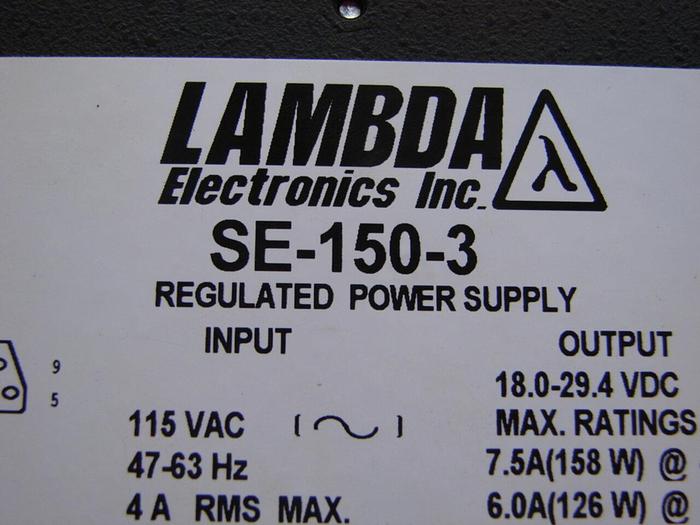 LAMBDA
Electronics Inc.
λ
SE-150-3
REGULATED POWER SUPPLY
INPUT
OUTPUT
9
5
18.0-29.4 VDC
115 VAC [ ~ ]
MAX. RATINGS
47-63 Hz
7.5A(158 W) @
4 A RMS MAX.
6.0A(126 W) @